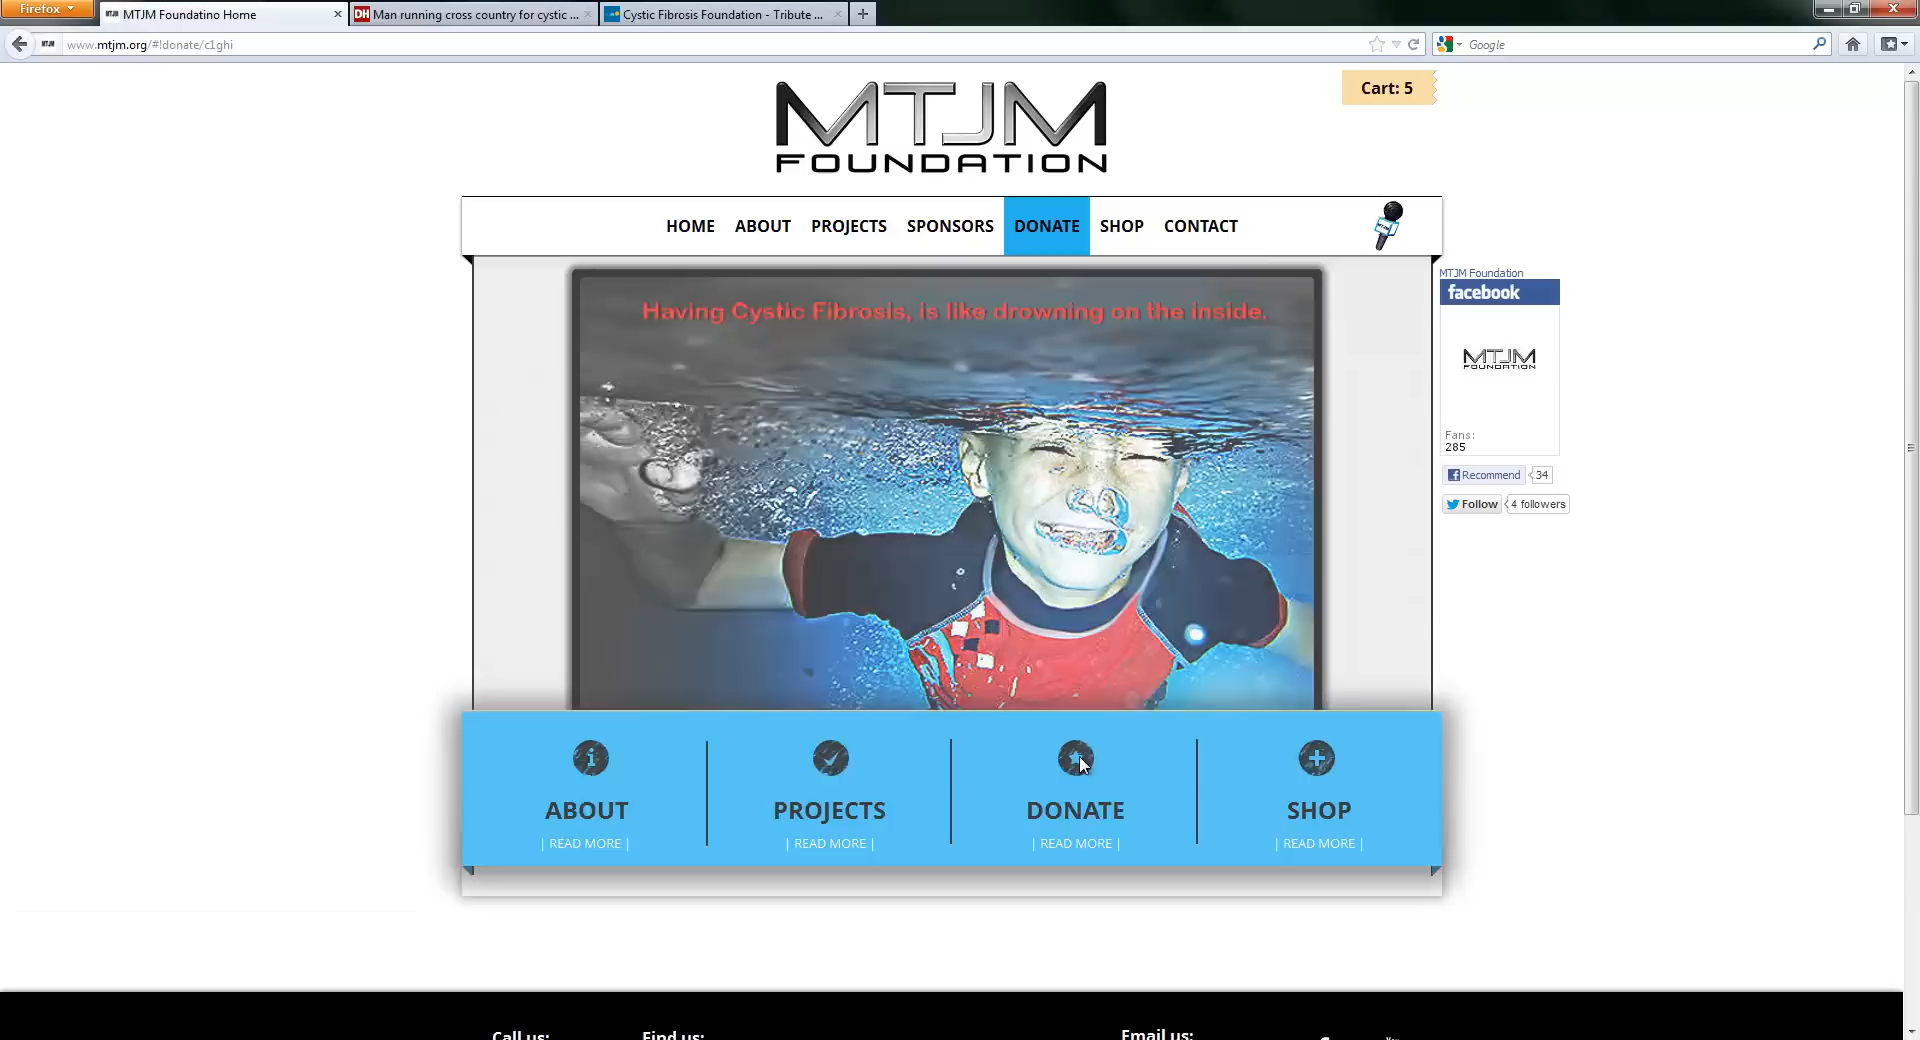 Firefox
MTJM Foundatino Home
DH Man running cross country for cystic ...
Cystic Fibrosis Foundation - Tribute ...
www.mtjm.org/#!donate/c1ghi
Google
MTJM
FOUNDATION
Cart: 5
HOME ABOUT PROJECTS SPONSORS DONATE SHOP CONTACT
MTJM Foundation
facebook
MTJM
FOUNDATION
Fans:
285
Recommend 34
Follow 4 followers
Having Cystic Fibrosis, is like drowning on the inside.
ABOUT PROJECTS DONATE SHOP
| READ MORE | | READ MORE | | READ MORE | | READ MORE |
Call us: Find us: Email us: